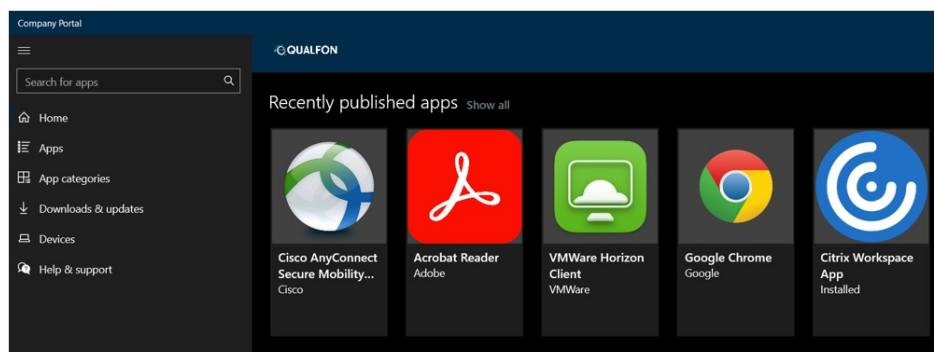 Company Portal
QUALFON
Search for apps
Home
Apps
App categories
Downloads & updates
Devices
Help & support
Recently published apps Show all
Cisco AnyConnect
Secure Mobility...
Cisco
Acrobat Reader
Adobe
VMWare Horizon
Client
VMWare
Google Chrome
Google
Citrix Workspace
App
Installed